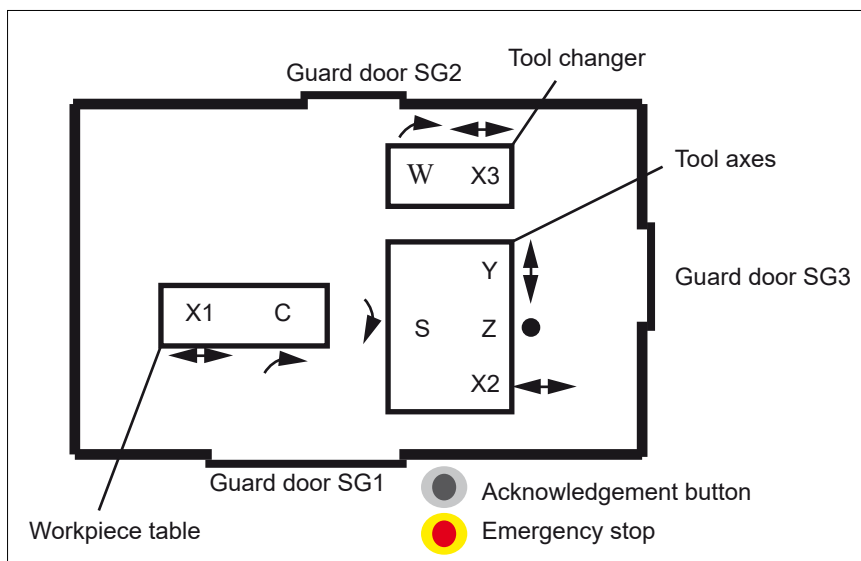 Tool changer
Guard door SG2
Tool axes
W X3
Y
Guard door SG3
X1 C
S Z
X2
Guard door SG1
Acknowledgement button
Workpiece table
Emergency stop